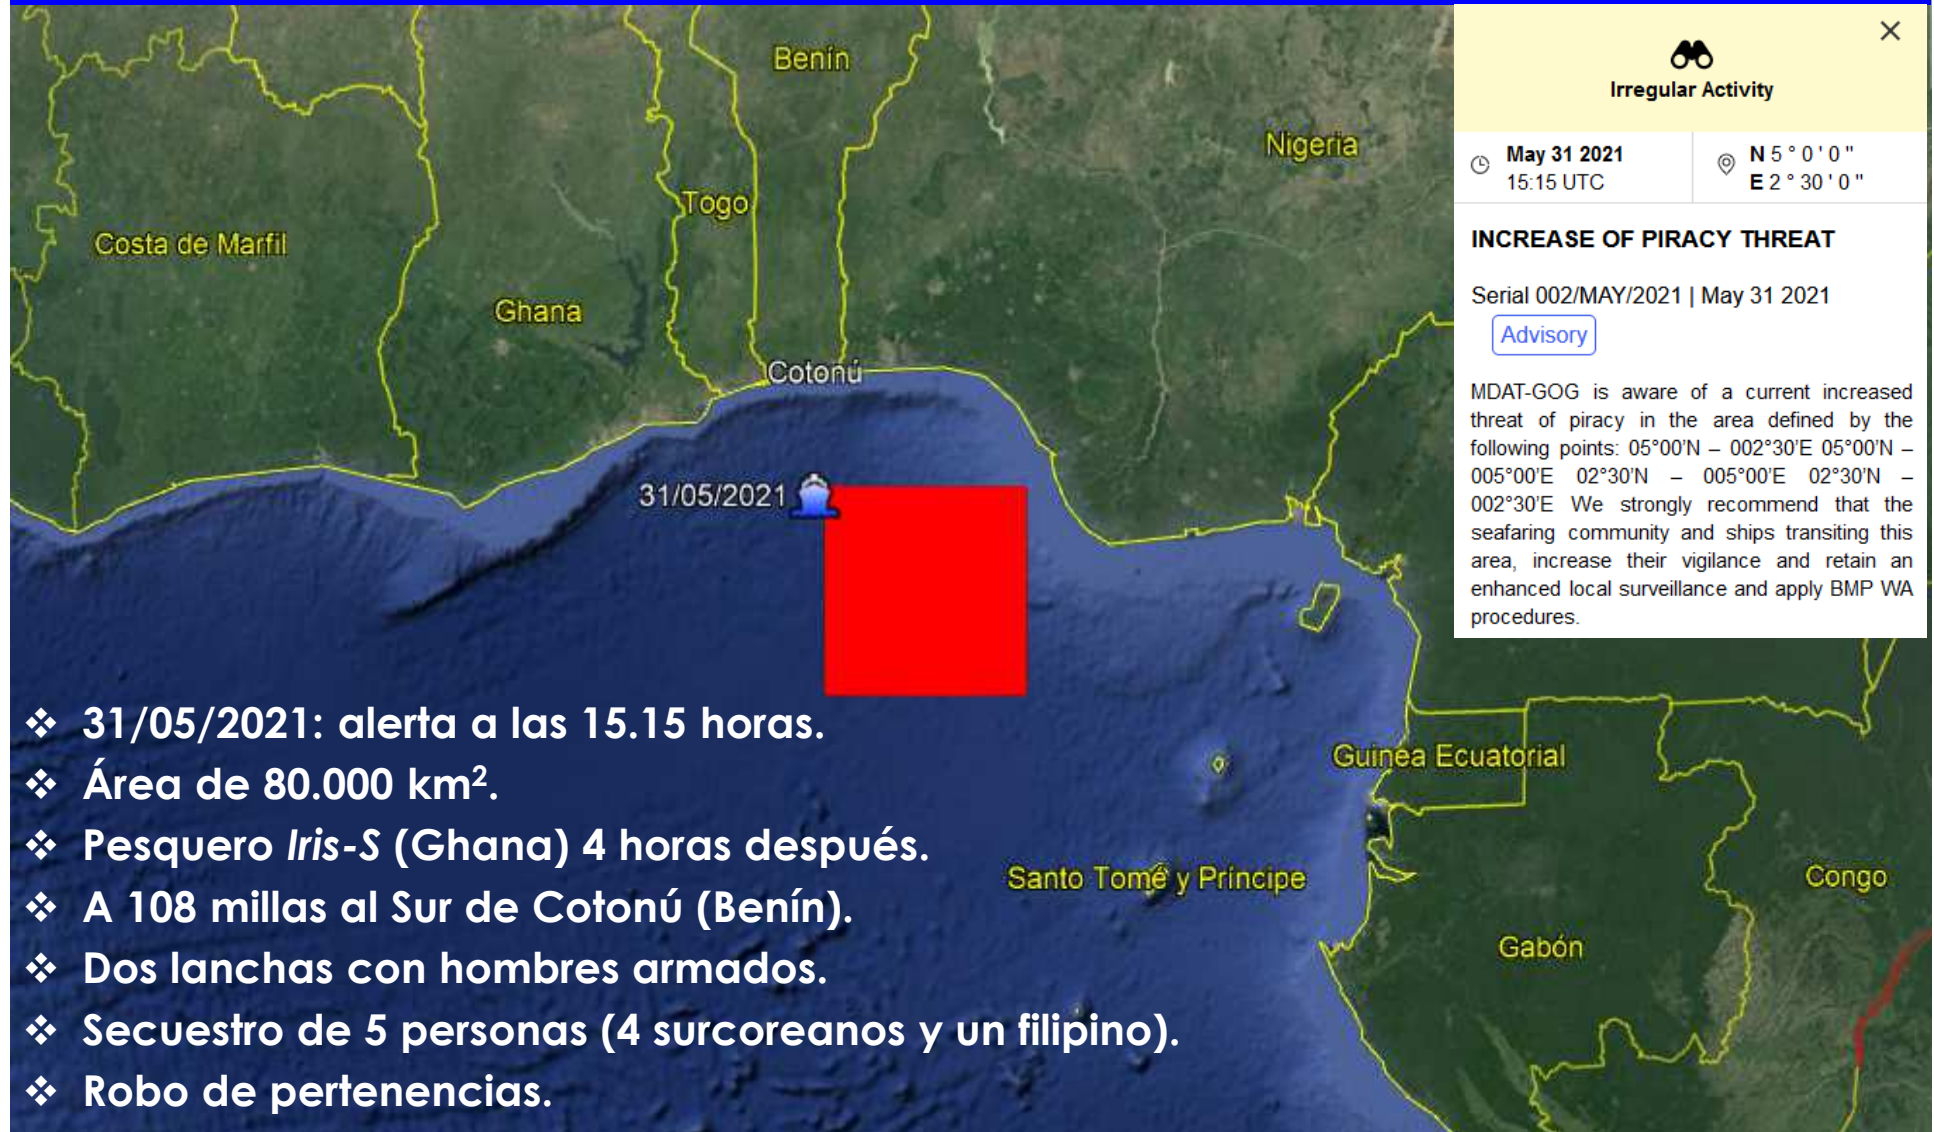 Benín
Nigeria
Togo
Costa de Marfil
Ghana
Cotonú
31/05/2021
Guinea Ecuatorial
Santo Tomé y Príncipe
Congo
Gabón
Irregular Activity
May 31 2021
15:15 UTC
N 5 ° 0 ' 0 "
E 2 ° 30 ' 0 "
INCREASE OF PIRACY THREAT
Serial 002/MAY/2021 | May 31 2021
Advisory
MDAT-GOG is aware of a current increased
threat of piracy in the area defined by the
following points: 05°00'N – 002°30'E 05°00'N –
005°00'E 02°30'N – 005°00'E 02°30'N –
002°30'E We strongly recommend that the
seafaring community and ships transiting this
area, increase their vigilance and retain an
enhanced local surveillance and apply BMP WA
procedures.
❖ 31/05/2021: alerta a las 15.15 horas.
❖ Área de 80.000 km².
❖ Pesquero Iris-S (Ghana) 4 horas después.
❖ A 108 millas al Sur de Cotonú (Benín).
❖ Dos lanchas con hombres armados.
❖ Secuestro de 5 personas (4 surcoreanos y un filipino).
❖ Robo de pertenencias.